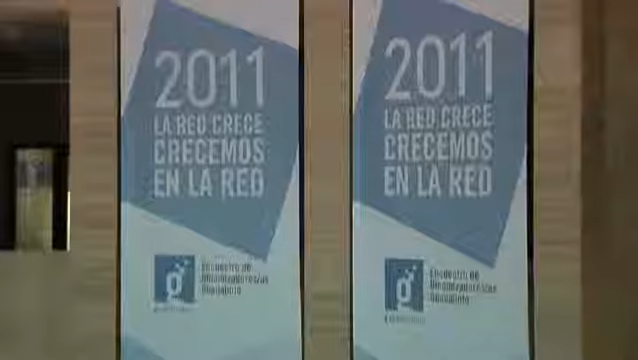 2011
LA RED CRECE
CRECEMOS
EN LA RED
g
Encuentro de
2011
LA RED CRECE
CRECEMOS
EN LA RED
g
Encuentro de